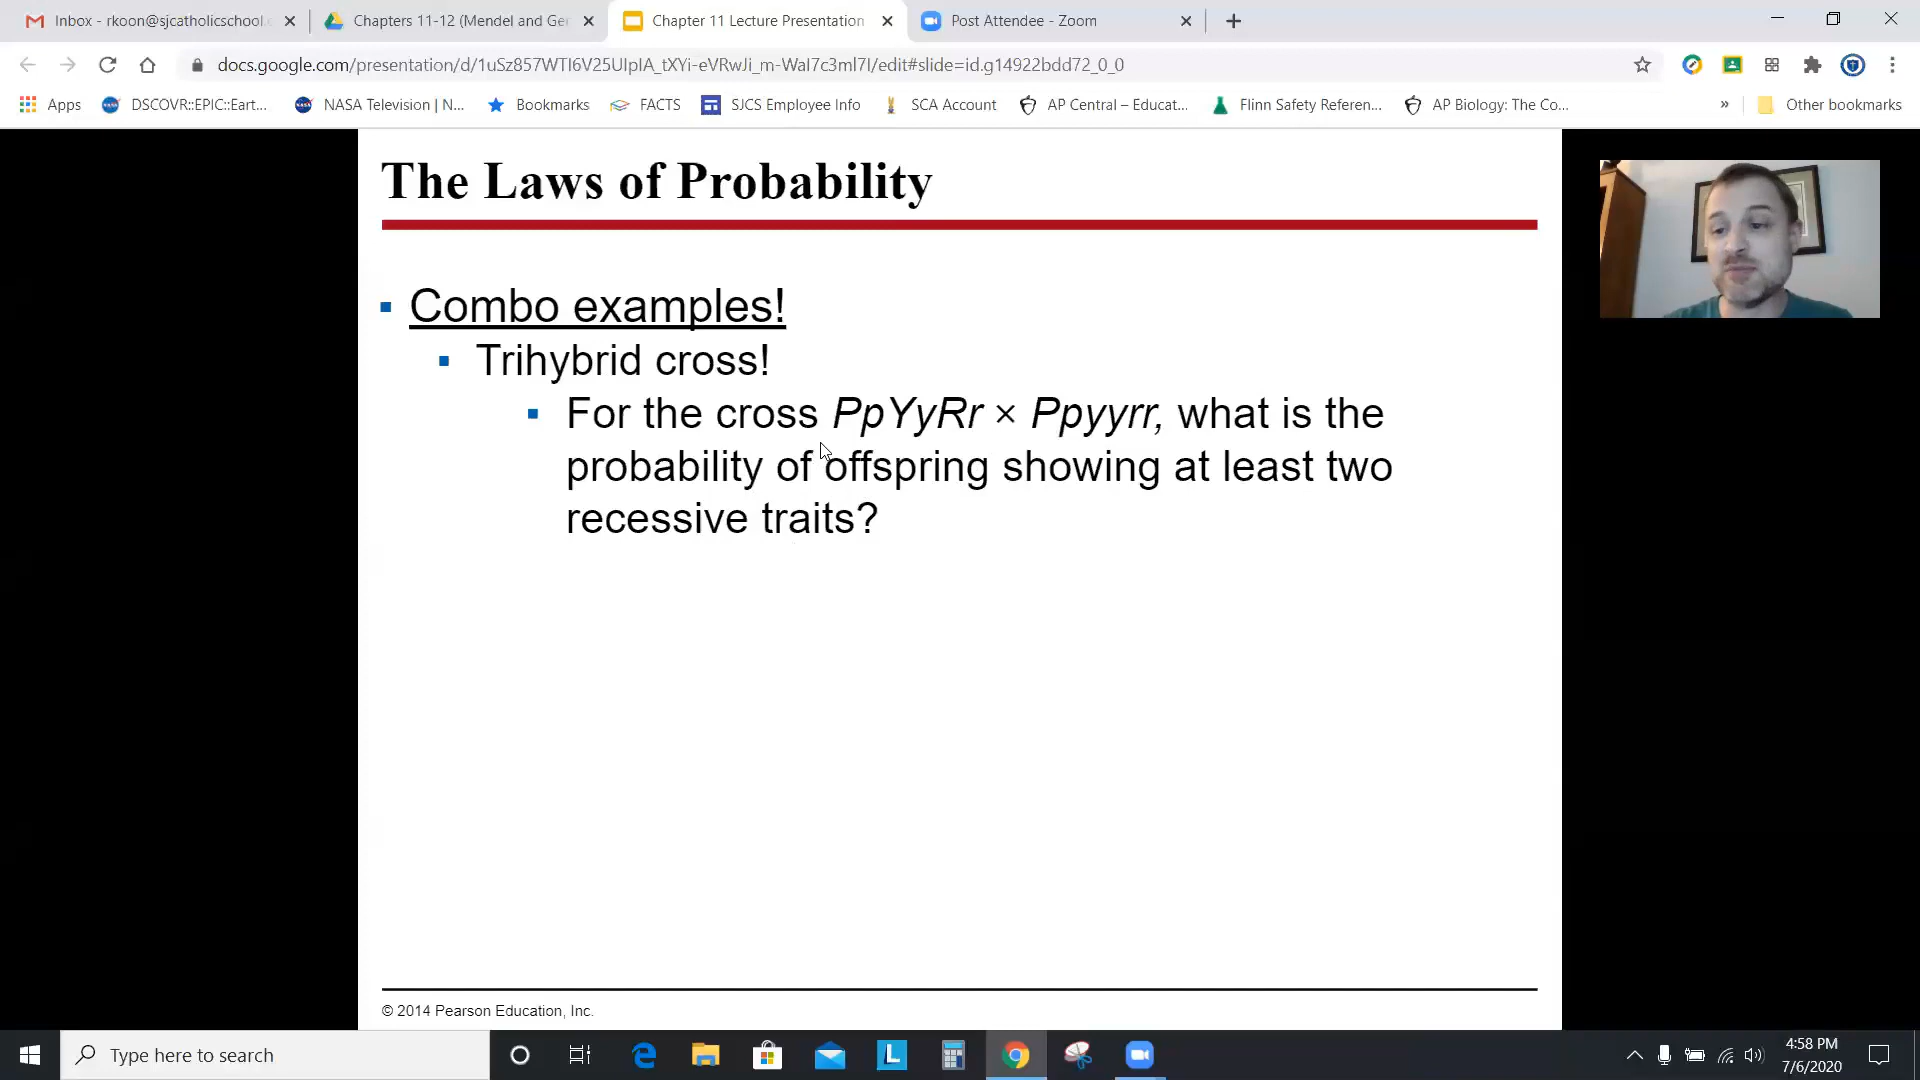 Inbox - rkoon@sjcatholicschool.
Chapters 11-12 (Mendel and Ge
Chapter 11 Lecture Presentation
Post Attendee - Zoom
docs.google.com/presentation/d/1uSz857WTI6V25UIpIA_tXYi-eVRwJi_m-WaI7c3ml7I/edit#slide=id.g14922bdd72_0_0
Apps
DSCOVR::EPIC::Eart...
NASA Television | N...
Bookmarks
FACTS
SJCS Employee Info
SCA Account
AP Central – Educat...
Flinn Safety Referen...
AP Biology: The Co...
»
Other bookmarks
The Laws of Probability
Combo examples!
Trihybrid cross!
For the cross PpYyRr × Ppyyrr, what is the
probability of offspring showing at least two
recessive traits?
© 2014 Pearson Education, Inc.
Type here to search
L
4:58 PM
7/6/2020